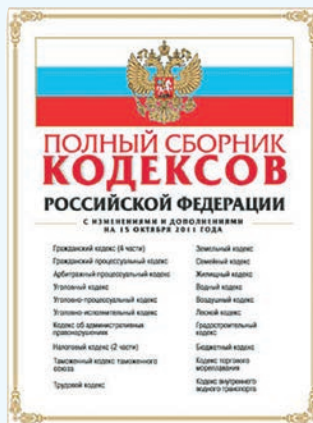 ПОЛНЫЙ СБОРНИК
КОДЕКСОВ
РОССИЙСКОЙ ФЕДЕРАЦИИ
С ИЗМЕНЕНИЯМИ И ДОПОЛНЕНИЯМИ
НА 15 ОКТЯБРЯ 2011 ГОДА
Гражданский кодекс (4 части)
Гражданский процессуальный кодекс
Арбитражный процессуальный кодекс
Уголовный кодекс
Уголовно-процессуальный кодекс
Уголовно-исполнительный кодекс
Кодекс об административных
правонарушениях
Налоговый кодекс (2 части)
Таможенный кодекс таможенного
союза
Трудовой кодекс
Земельный кодекс
Семейный кодекс
Жилищный кодекс
Водный кодекс
Воздушный кодекс
Лесной кодекс
Градостроительный
кодекс
Бюджетный кодекс
Кодекс торгового
мореплавания
Кодекс внутреннего
водного транспорта